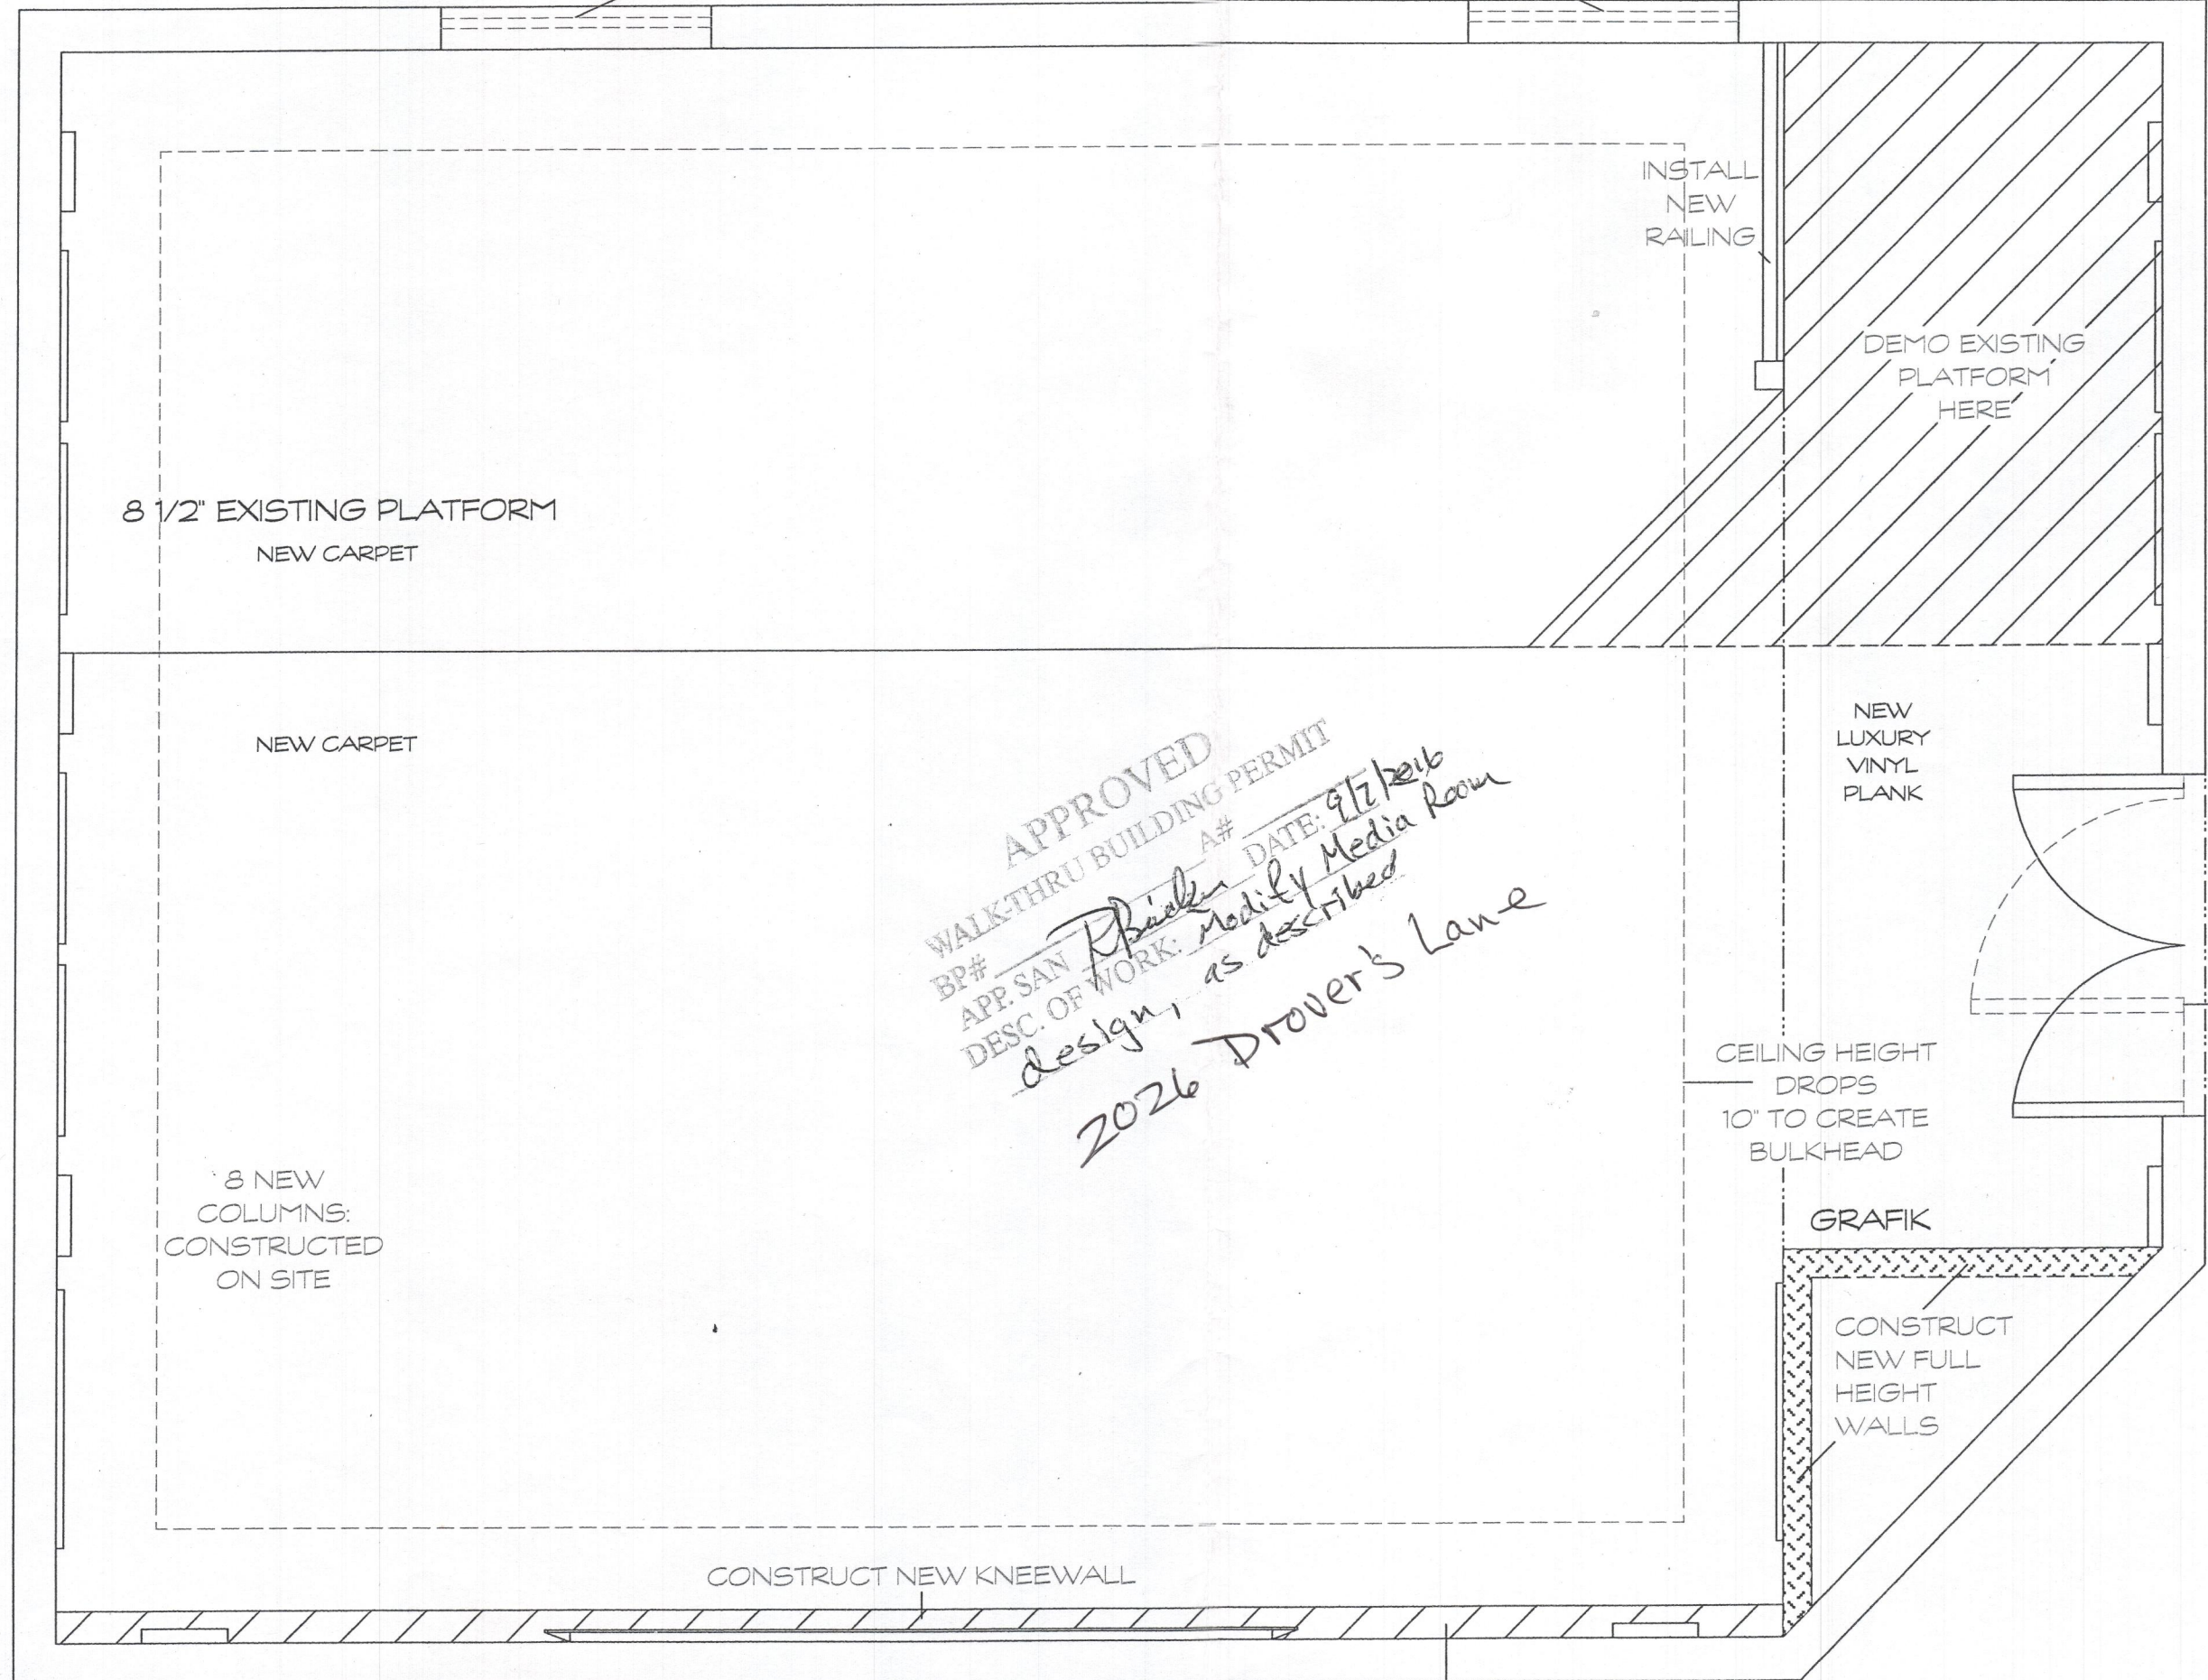 INSTALL
NEW
RAILING
DEMO EXISTING
PLATFORM
HERE
8 1/2" EXISTING PLATFORM
NEW CARPET
NEW CARPET
NEW
LUXURY
VINYL
PLANK
APPROVED
WALK-THRU BUILDING PERMIT
BP# A#
APP. SAN DATE: 9/7/2016
DESC. OF WORK: Modify Media Room
design, as described
2026 Drover's Lane
CEILING HEIGHT
DROPS
10" TO CREATE
BULKHEAD
8 NEW
COLUMNS:
CONSTRUCTED
ON SITE
GRAFIK
CONSTRUCT
NEW FULL
HEIGHT
WALLS
CONSTRUCT NEW KNEEWALL